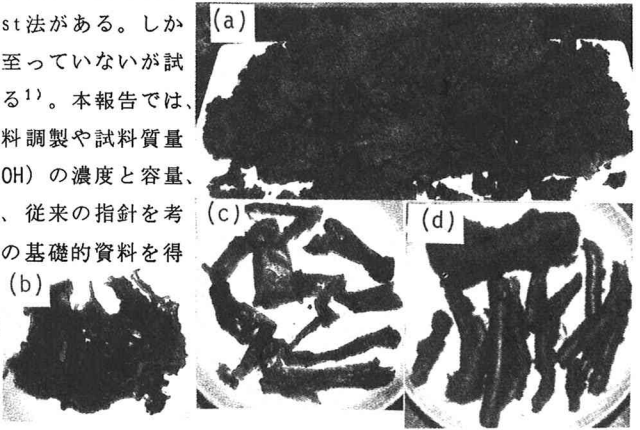 st法がある。しか
至っていないが試
る1)。本報告では、
料調製や試料質量
OH) の濃度と容量、
、従来の指針を考
の基礎的資料を得
(a)
(b)
(c)
(d)